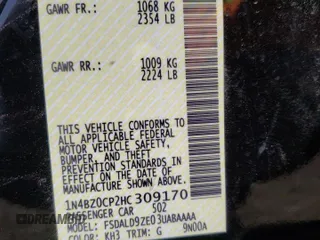 GAWR FR.: 1068 KG
2354 LB
GAWR RR.: 1009 KG
2224 LB
THIS VEHICLE CONFORMS TO
ALL APPLICABLE FEDERAL
MOTOR VEHICLE SAFETY,
BUMPER, AND THEFT
PREVENTION STANDARDS IN
EFFECT ON THE DATE OF
MANUFACTURE SHOWN ABOVE.
1N4BZ0CP2HC309170
PASSENGER CAR 502
MODEL: FSDALD9ZE03UABAAAA
COLOR: KH3 TRIM: G 9N00A